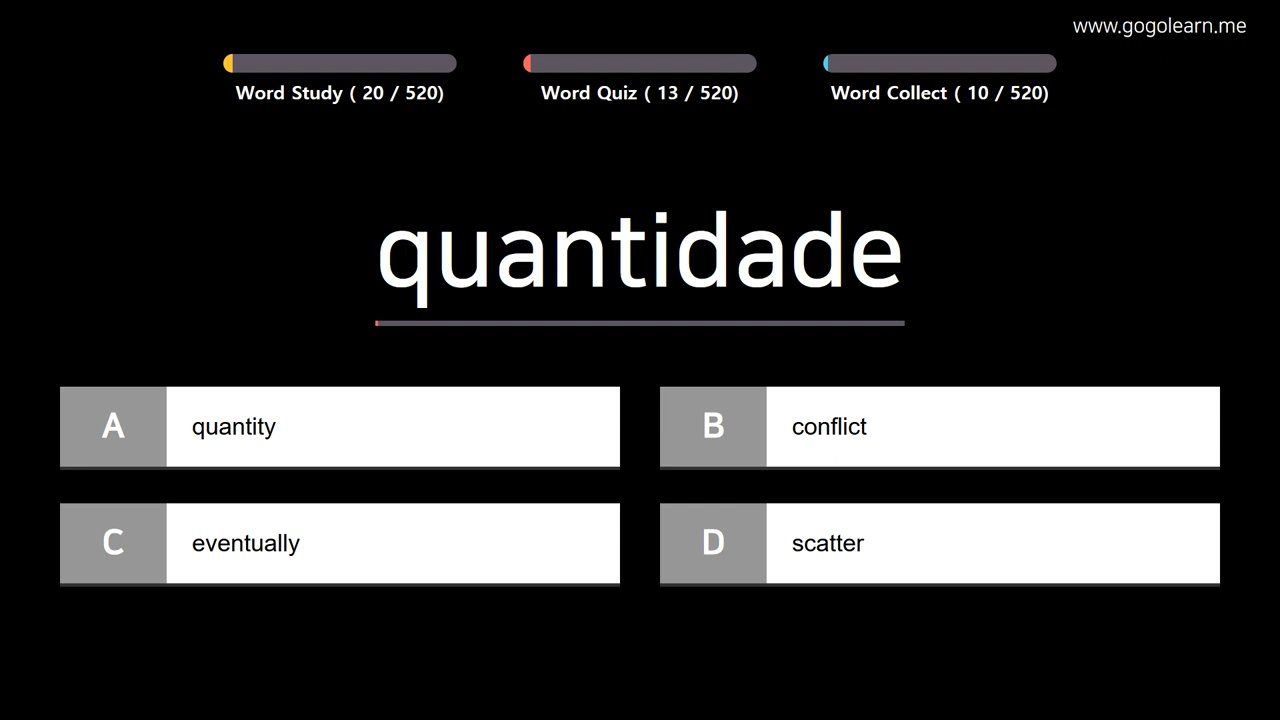 www.gogolearn.me
Word Study ( 20 / 520)
Word Quiz ( 13 / 520)
Word Collect ( 10 / 520)
quantidade
A quantity
B conflict
C eventually
D scatter